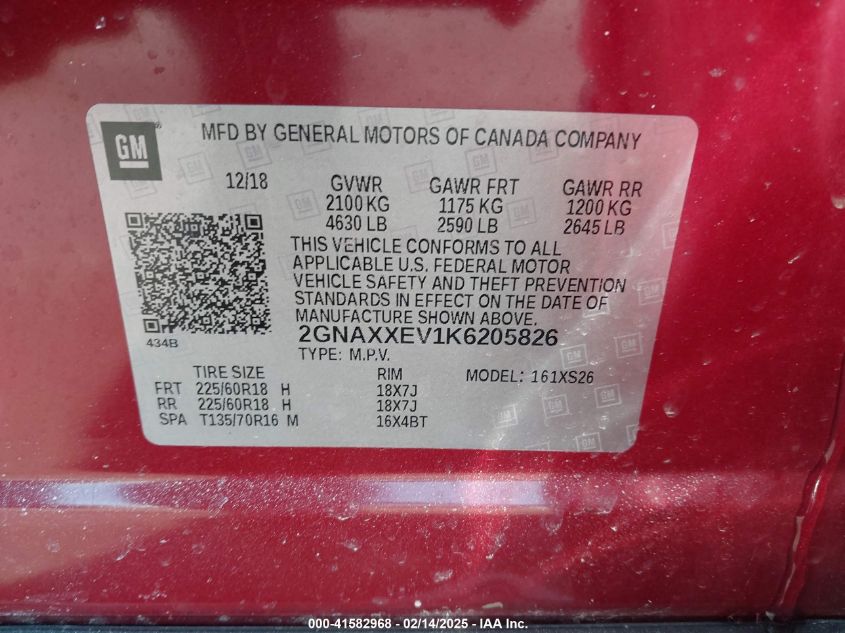 GM
MFD BY GENERAL MOTORS OF CANADA COMPANY
12/18 GVWR GAWR FRT GAWR RR
2100 KG 1175 KG 1200 KG
4630 LB 2590 LB 2645 LB
THIS VEHICLE CONFORMS TO ALL
APPLICABLE U.S. FEDERAL MOTOR
VEHICLE SAFETY AND THEFT PREVENTION
STANDARDS IN EFFECT ON THE DATE OF
MANUFACTURE SHOWN ABOVE.
434B
2GNAXXEV1K6205826
TYPE: M.P.V.
TIRE SIZE RIM MODEL: 161XS26
FRT 225/60R18 H 18X7J
RR 225/60R18 H 18X7J
SPA T135/70R16 M 16X4BT
000-41582968 - 02/14/2025 - IAA Inc.